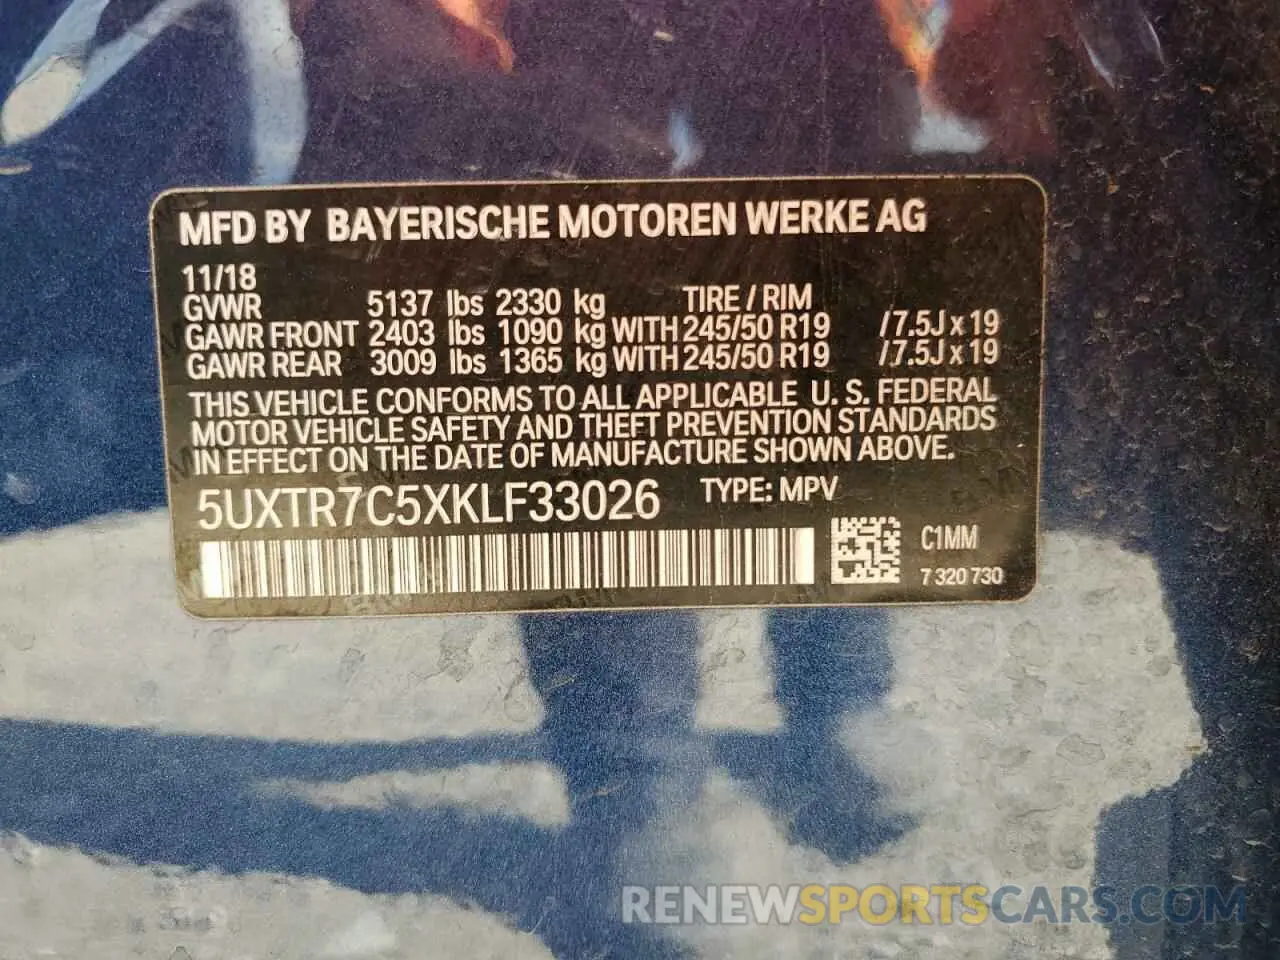 MFD BY BAYERISCHE MOTOREN WERKE AG
11/18
GVWR 5137 lbs 2330 kg TIRE / RIM
GAWR FRONT 2403 lbs 1090 kg WITH 245/50 R19 /7.5J x 19
GAWR REAR 3009 lbs 1365 kg WITH 245/50 R19 /7.5J x 19
THIS VEHICLE CONFORMS TO ALL APPLICABLE U. S. FEDERAL
MOTOR VEHICLE SAFETY AND THEFT PREVENTION STANDARDS
IN EFFECT ON THE DATE OF MANUFACTURE SHOWN ABOVE.
5UXTR7C5XKLF33026 TYPE: MPV
C1MM
7 320 730
RENEWSPORTSCARS.COM